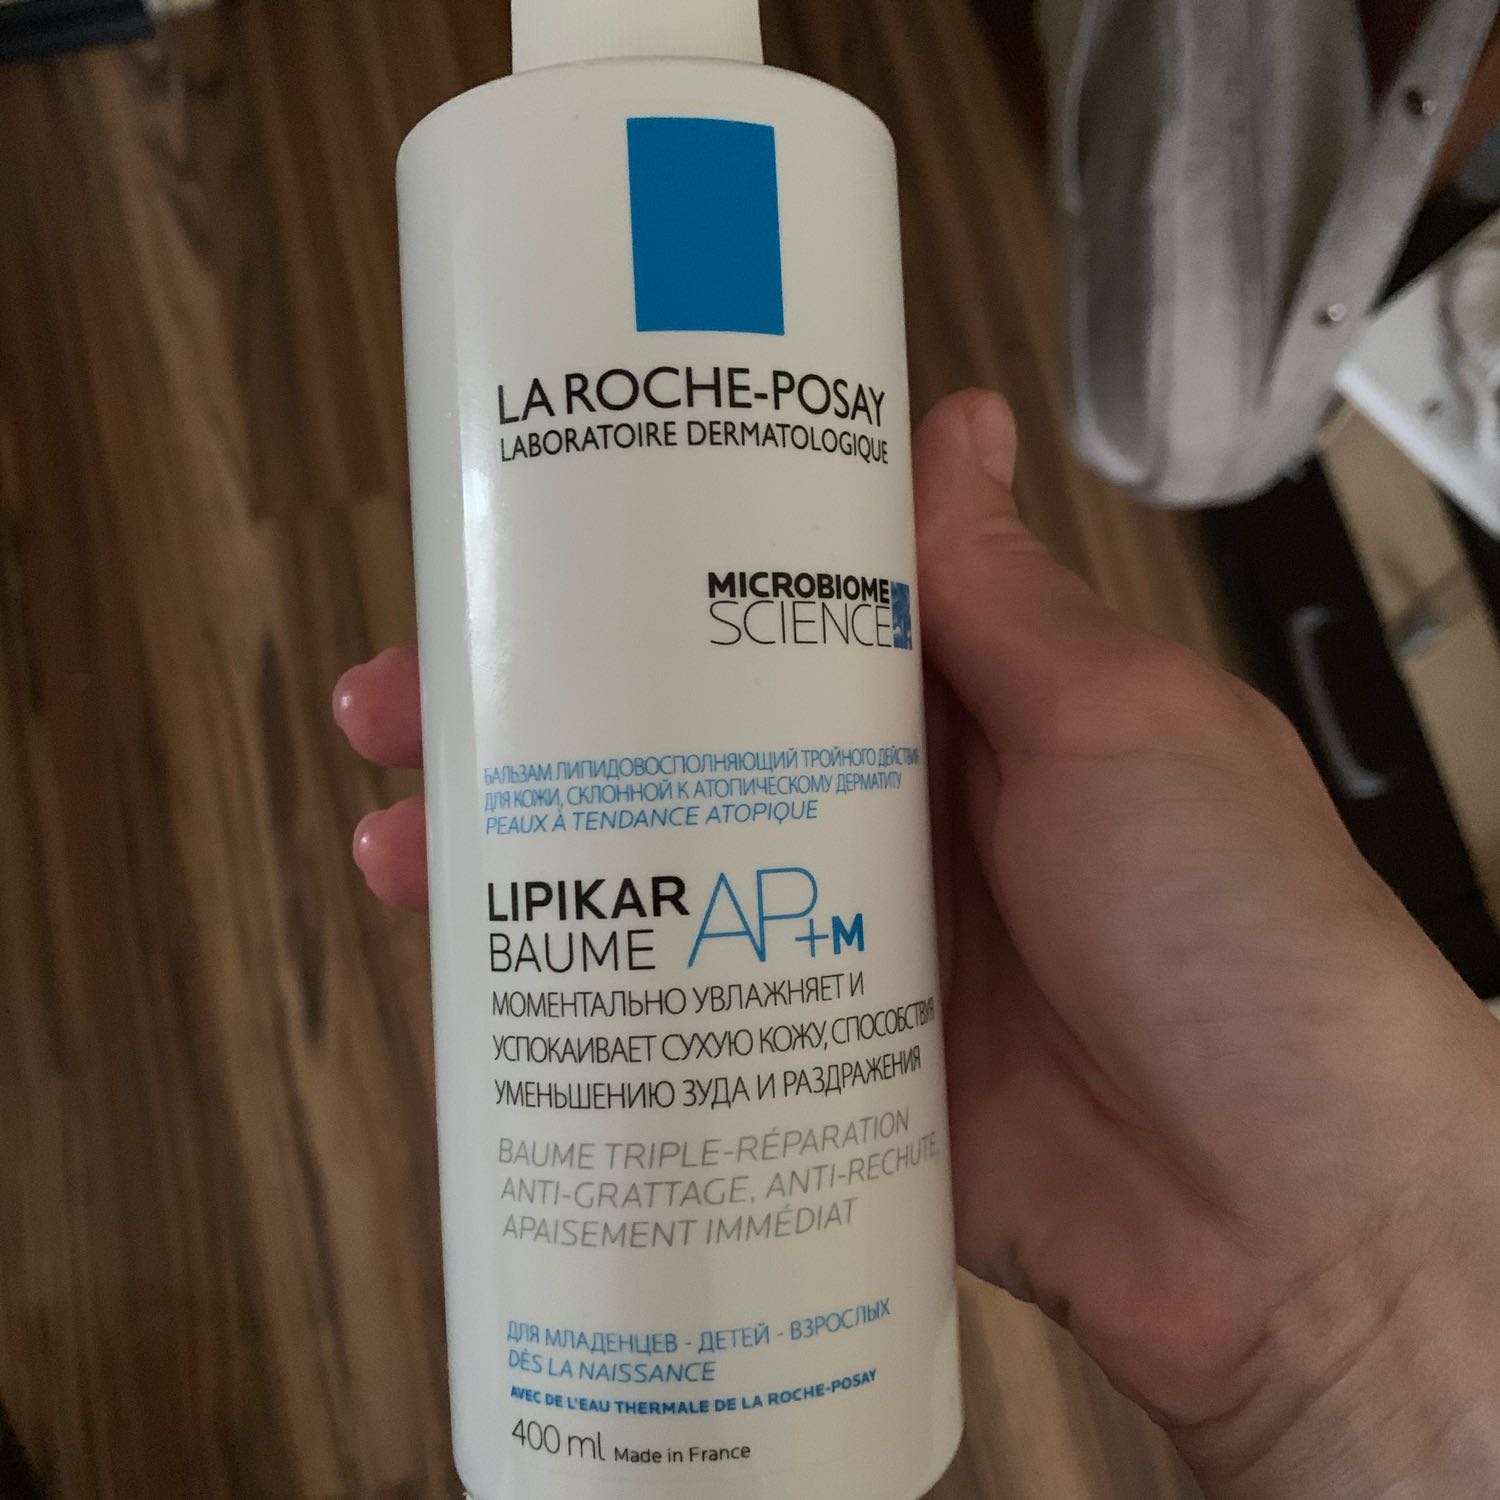 LA ROCHE-POSAY
LABORATOIRE DERMATOLOGIQUE
MICROBIOME
SCIENCE
БАЛЬЗАМ ЛИПИДОВОСПОЛНЯЮЩИЙ ТРОЙНОГО ДЕЙСТВИЯ
ДЛЯ КОЖИ, СКЛОННОЙ К АТОПИЧЕСКОМУ ДЕРМАТИТУ
PEAUX À TENDANCE ATOPIQUE
LIPIKAR AP+M
BAUME
МОМЕНТАЛЬНО УВЛАЖНЯЕТ И
УСПОКАИВАЕТ СУХУЮ КОЖУ, СПОСОБСТВУЯ
УМЕНЬШЕНИЮ ЗУДА И РАЗДРАЖЕНИЯ
BAUME TRIPLE-RÉPARATION
ANTI-GRATTAGE, ANTI-RECHUTE,
APAISEMENT IMMÉDIAT
ДЛЯ МЛАДЕНЦЕВ - ДЕТЕЙ - ВЗРОСЛЫХ
DÈS LA NAISSANCE
AVEC DE L'EAU THERMALE DE LA ROCHE-POSAY
400 ml Made in France